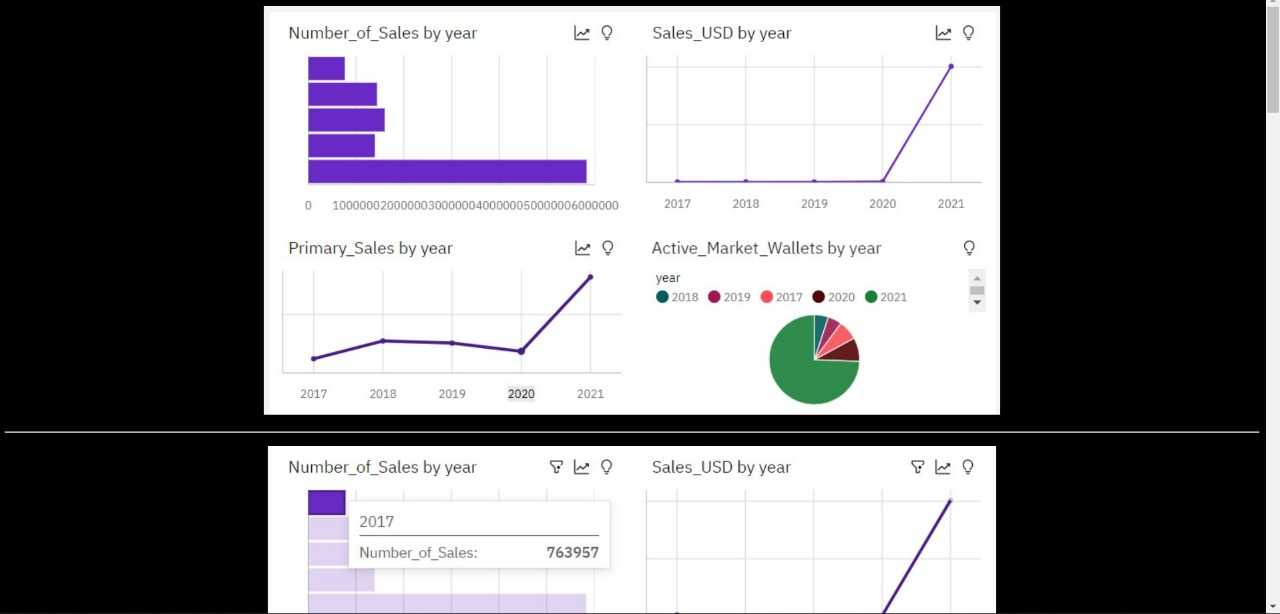 Number_of_Sales by year
Sales_USD by year
0 1000000 2000000 3000000 4000000 5000000 6000000
2017 2018 2019 2020 2021
Primary_Sales by year
Active_Market_Wallets by year
year
2018 2019 2017 2020 2021
2017 2018 2019 2020 2021
Number_of_Sales by year
Sales_USD by year
2017
Number_of_Sales: 763957